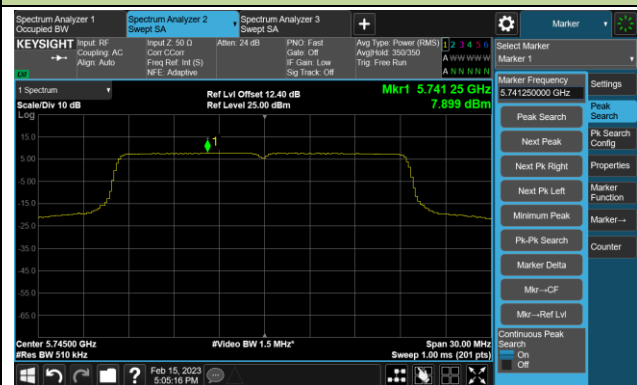 Spectrum Analyzer 1
Occupied BW
Spectrum Analyzer 2
Swept SA
Spectrum Analyzer 3
Swept SA
+
Marker
KEYSIGHT
Input: RF
Coupling: AC
Align: Auto
Input Z: 50 Ω
Corr CCorr
Freq Ref: Int (S)
NFE: Adaptive
Atten: 24 dB
PNO: Fast
Gate: Off
IF Gain: Low
Sig Track: Off
Avg Type: Power (RMS)
Avg|Hold: 350/350
Trig: Free Run
1 2 3 4 5 6
A W W W W W
A N N N N N
LXI
Select Marker
Marker 1
1 Spectrum
Scale/Div 10 dB
Log
Ref Lvl Offset 12.40 dB
Ref Level 25.00 dBm
Mkr1 5.741 25 GHz
7.899 dBm
15.0
5.00
-5.00
-15.0
-25.0
-35.0
-45.0
-55.0
-65.0
1
Center 5.74500 GHz
#Res BW 510 kHz
#Video BW 1.5 MHz*
Span 30.00 MHz
Sweep 1.00 ms (201 pts)
Marker Frequency
5.741250000 GHz
Peak Search
Next Peak
Next Pk Right
Next Pk Left
Minimum Peak
Pk-Pk Search
Marker Delta
Mkr→CF
Mkr→Ref Lvl
Continuous Peak
Search
On
Off
Settings
Peak
Search
Pk Search
Config
Properties
Marker
Function
Marker→
Counter
?
Feb 15, 2023
5:05:16 PM